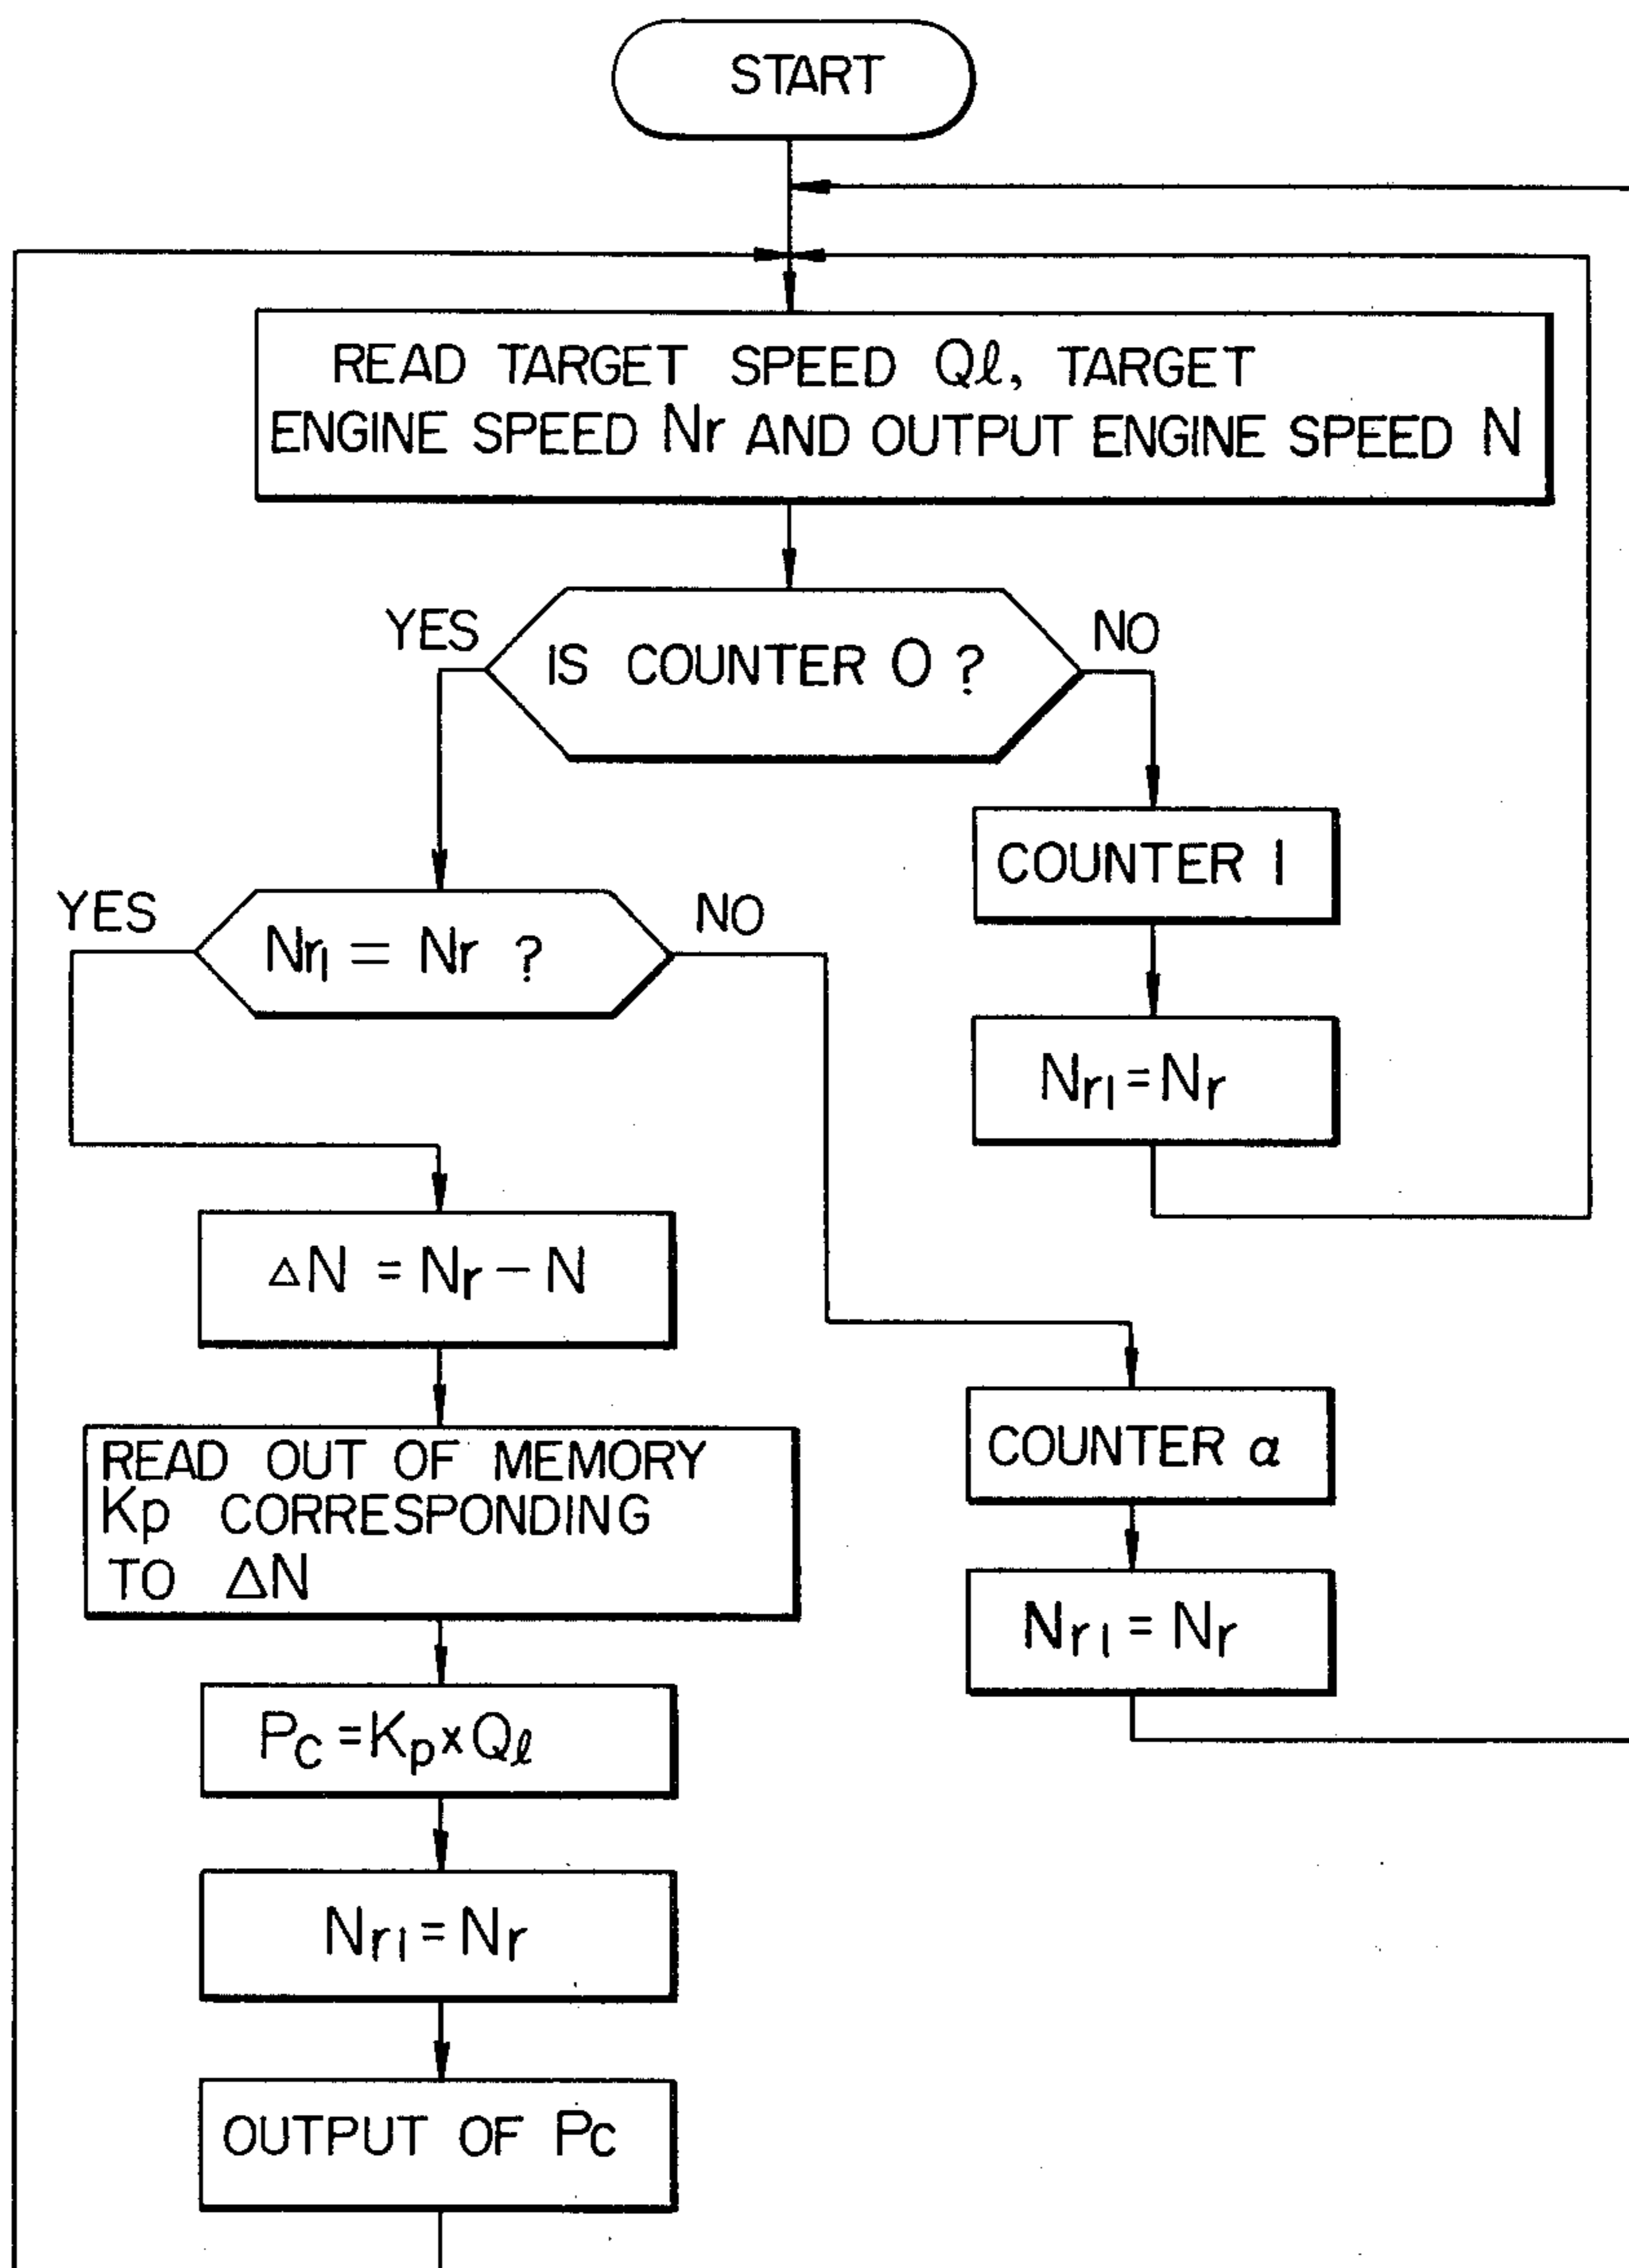 START
READ TARGET SPEED Qℓ, TARGET
ENGINE SPEED Nr AND OUTPUT ENGINE SPEED N
YES
NO
IS COUNTER 0 ?
COUNTER 1
YES
NO
Nr1 = Nr ?
Nr1 = Nr
ΔN = Nr − N
COUNTER α
READ OUT OF MEMORY
Kp CORRESPONDING
TO ΔN
Nr1 = Nr
Pc = Kp x Qℓ
Nr1 = Nr
OUTPUT OF Pc